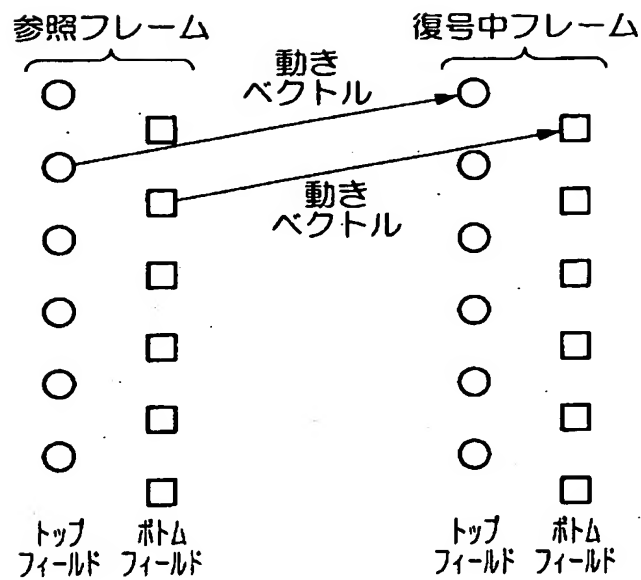 参照フレーム
復号中フレーム
動き
ベクトル
動き
ベクトル
トップ
フィールド
ボトム
フィールド
トップ
フィールド
ボトム
フィールド